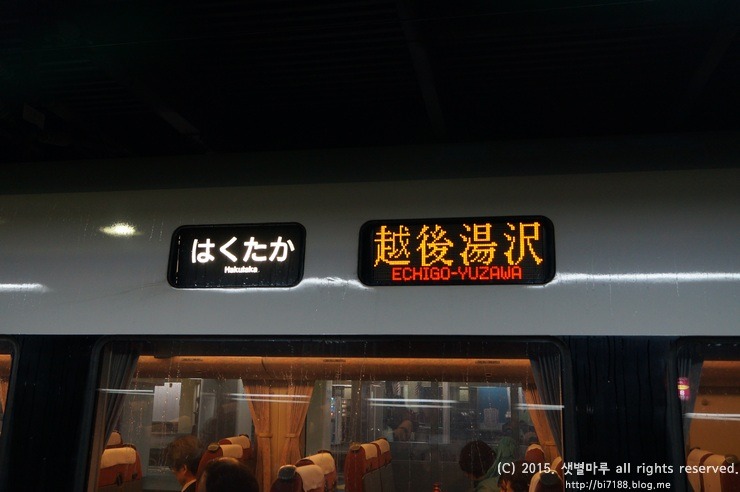 はくたか
Hakutaka
越後湯沢
ECHIGO-YUZAWA
(C) 2015. 샛별마루 all rights reserved.
http://bi7188.blog.me